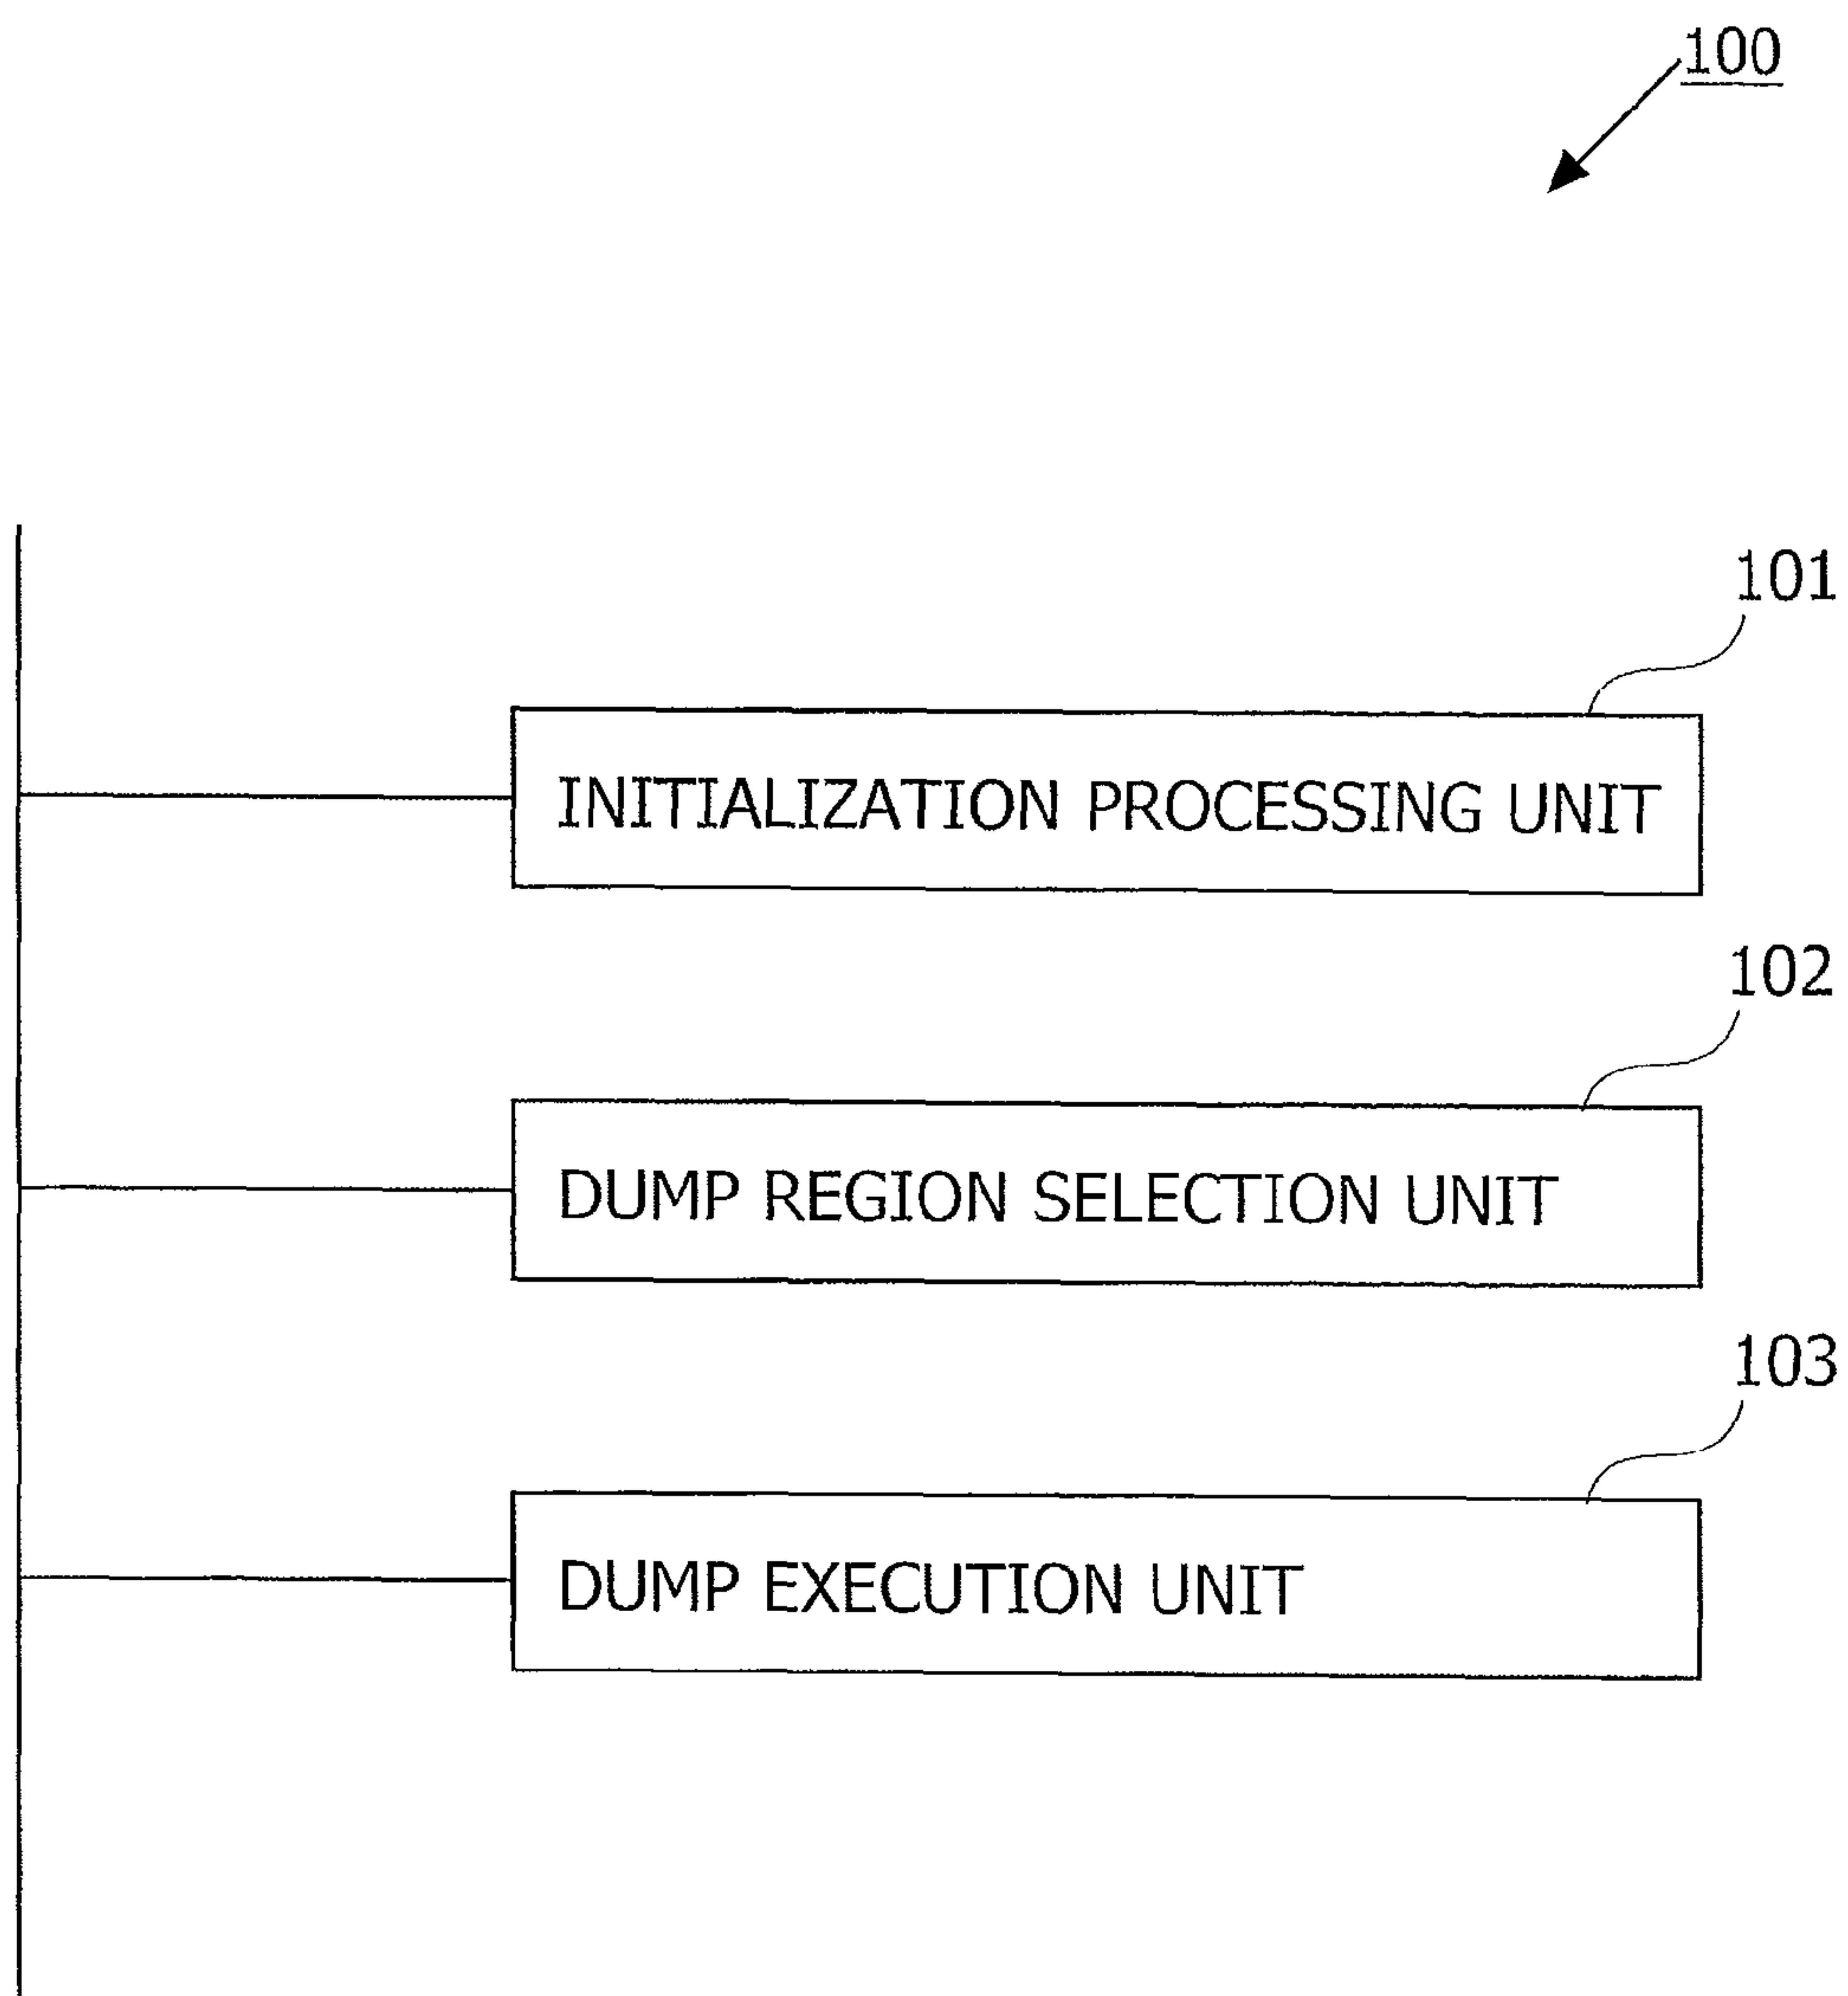 100
101
INITIALIZATION PROCESSING UNIT
102
DUMP REGION SELECTION UNIT
103
DUMP EXECUTION UNIT